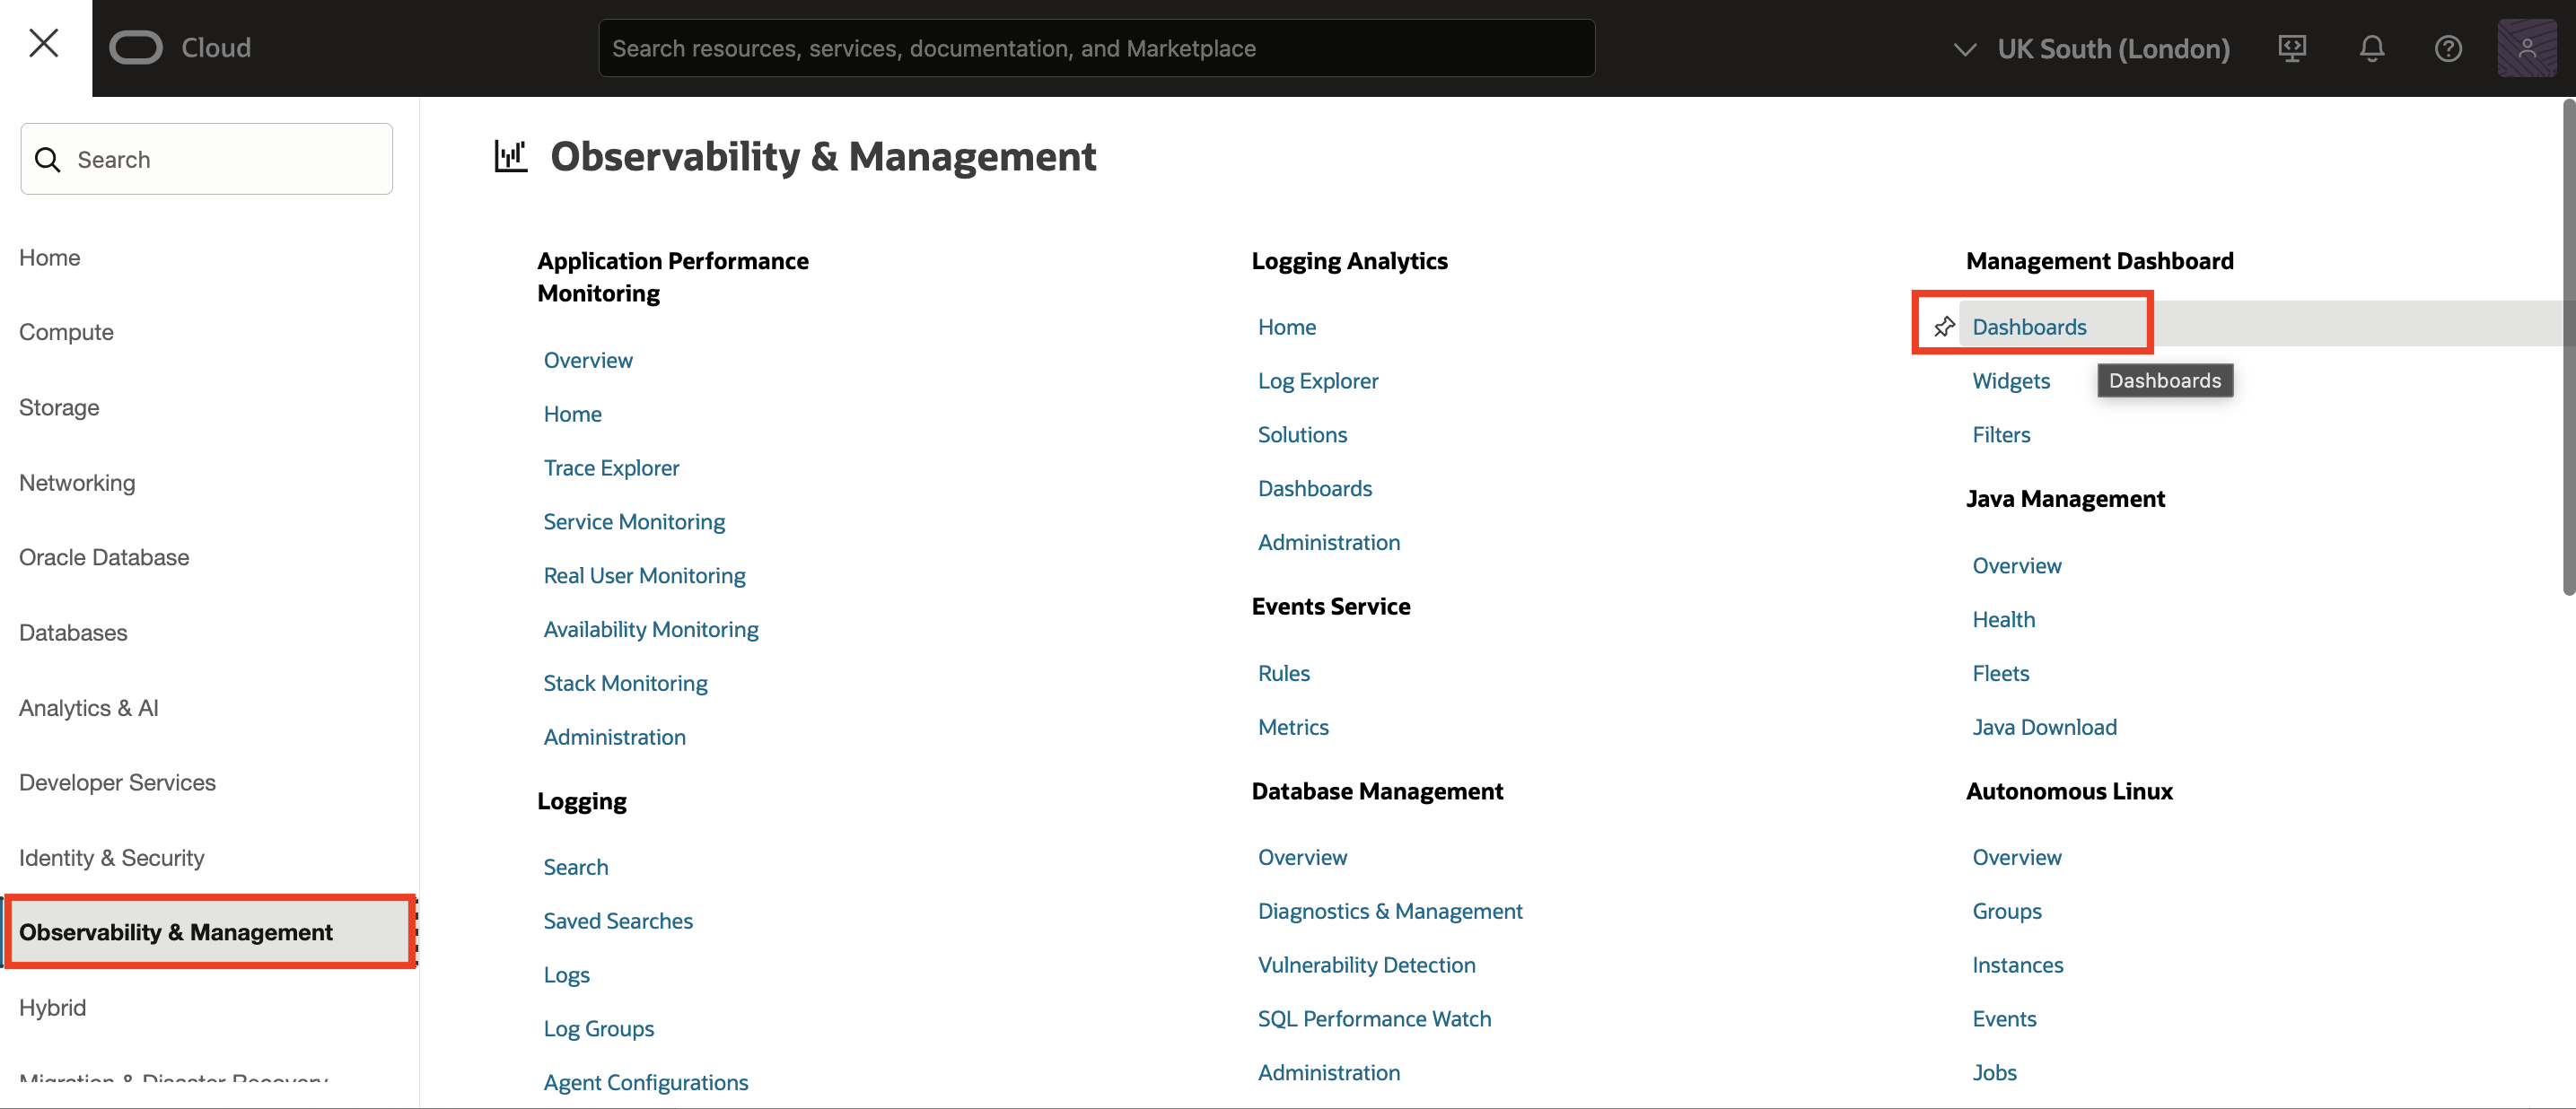 Cloud
Search resources, services, documentation, and Marketplace
UK South (London)
Search
Home
Compute
Storage
Networking
Oracle Database
Databases
Analytics & AI
Developer Services
Identity & Security
Observability & Management
Hybrid
Migration & Disaster Recovery
Observability & Management
Application Performance
Monitoring
Overview
Home
Trace Explorer
Service Monitoring
Real User Monitoring
Availability Monitoring
Stack Monitoring
Administration
Logging
Search
Saved Searches
Logs
Log Groups
Agent Configurations
Logging Analytics
Home
Log Explorer
Solutions
Dashboards
Administration
Events Service
Rules
Metrics
Database Management
Overview
Diagnostics & Management
Vulnerability Detection
SQL Performance Watch
Administration
Management Dashboard
Dashboards
Widgets
Dashboards
Filters
Java Management
Overview
Health
Fleets
Java Download
Autonomous Linux
Overview
Groups
Instances
Events
Jobs